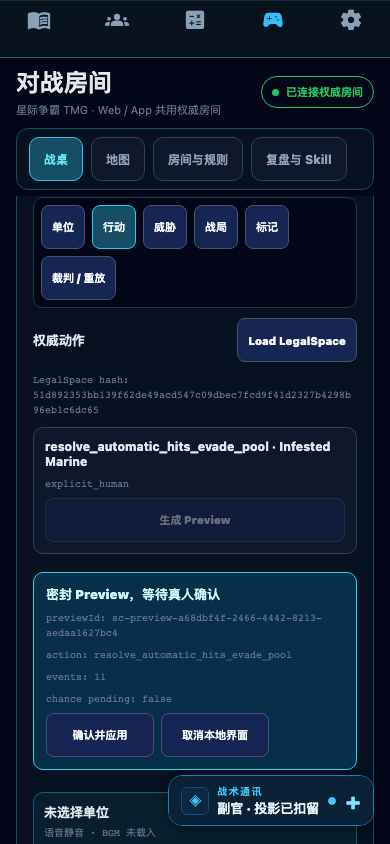 对战房间
星际争霸 TMG · Web / App 共用权威房间
已连接权威房间
战桌
地图
房间与规则
复盘与 Skill
单位
行动
威胁
战局
标记
裁判 / 重放
权威动作
Load LegalSpace
LegalSpace hash:
51d892353bb139f62de49acd547c09dbec7fcd9f41d2327b4298b
96eb1c6dc65
resolve_automatic_hits_evade_pool · Infested
Marine
explicit_human
生成 Preview
密封 Preview，等待真人确认
previewId: sc-preview-a68dbf4f-2466-4442-8213-
aedaa1627bc4
action: resolve_automatic_hits_evade_pool
events: 11
chance pending: false
确认并应用
取消本地界面
未选择单位
语音静音 · BGM 未载入
战术通讯
副官 · 投影已扣留